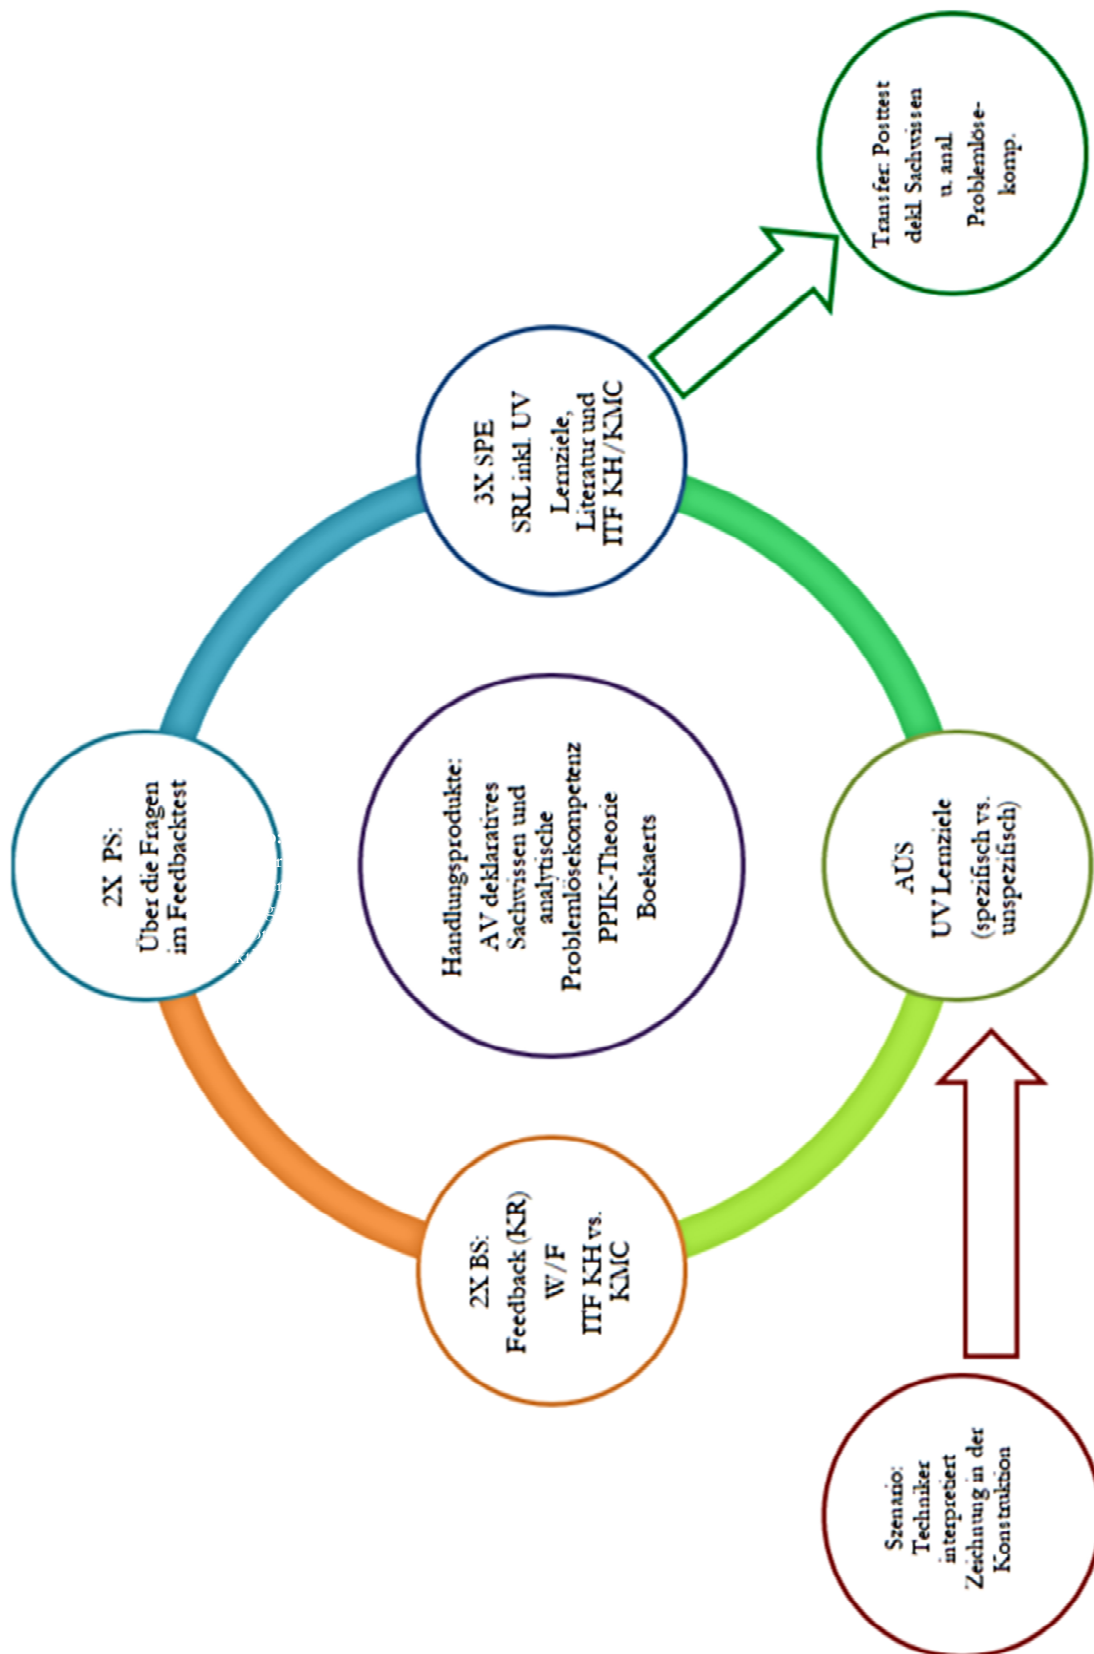 2X PS:
Über die Fragen
im Feedbacktest
2X BS:
Feedback (KR)
W/F
ITF KH vs.
KMC
Handlungsprodukte:
AV deklaratives
Sachwissen und
analytische
Problemlösekompetenz
PPIK-Theorie
Boekaerts
3X SPE
SRL inkl. UV
Lernziele,
Literatur und
ITF KH/KMC
Szenario:
Techniker
interpretiert
Zeichnung in der
Konstruktion
AÜS
UV Lernziele
(spezifisch vs.
unspezifisch)
Transfer: Posttest
dekl. Sachwissen
u. anal.
Problemlöse-
komp.